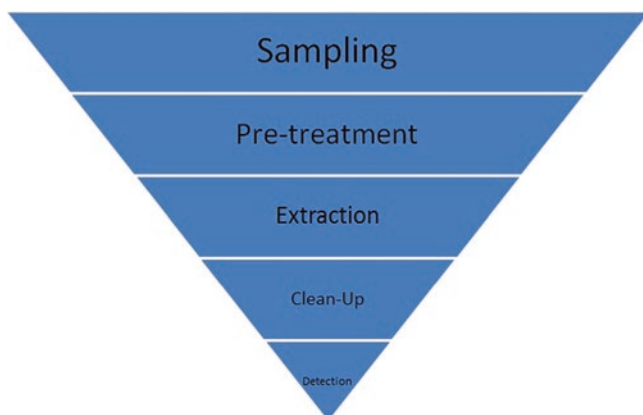 Sampling
Pre-treatment
Extraction
Clean-Up
Detection